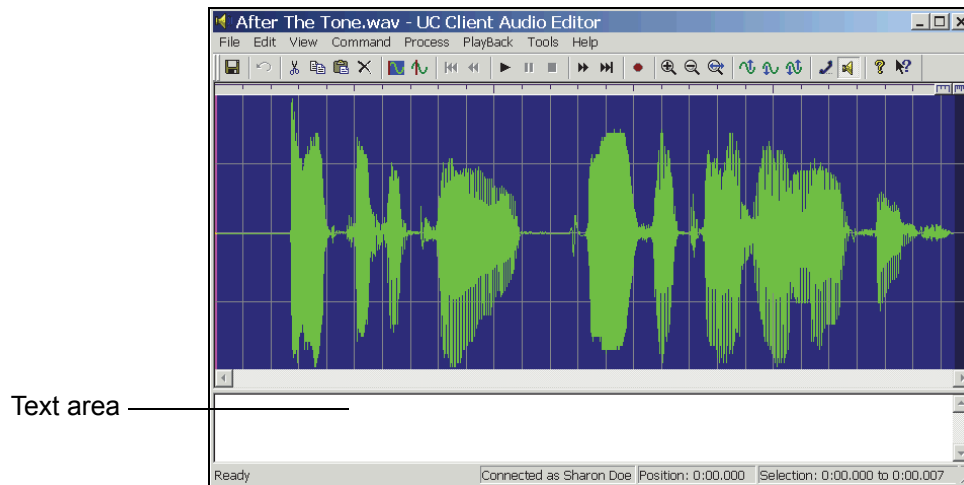 After The Tone.wav - UC Client Audio Editor
File Edit View Command Process PlayBack Tools Help
Text area
Ready Connected as Sharon Doe Position: 0:00.000 Selection: 0:00.000 to 0:00.007